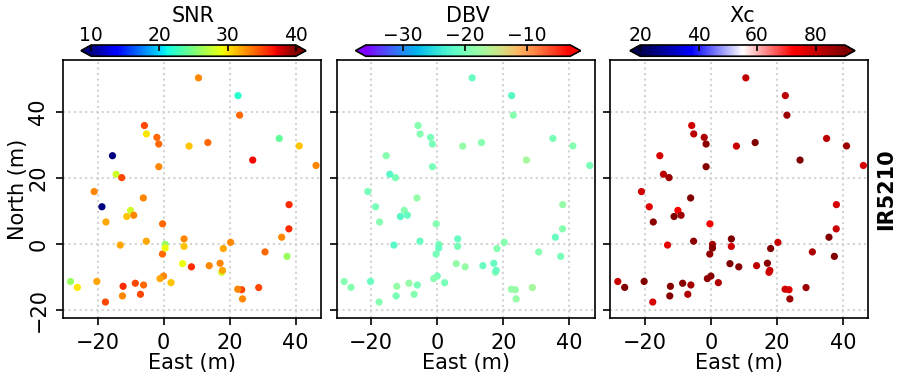 SNR DBV Xc
10 20 30 40 −30 −20 −10 20 40 60 80
North (m)
40
20
0
−20
−20 0 20 40 −20 0 20 40 −20 0 20 40
East (m) East (m) East (m)
IR5210